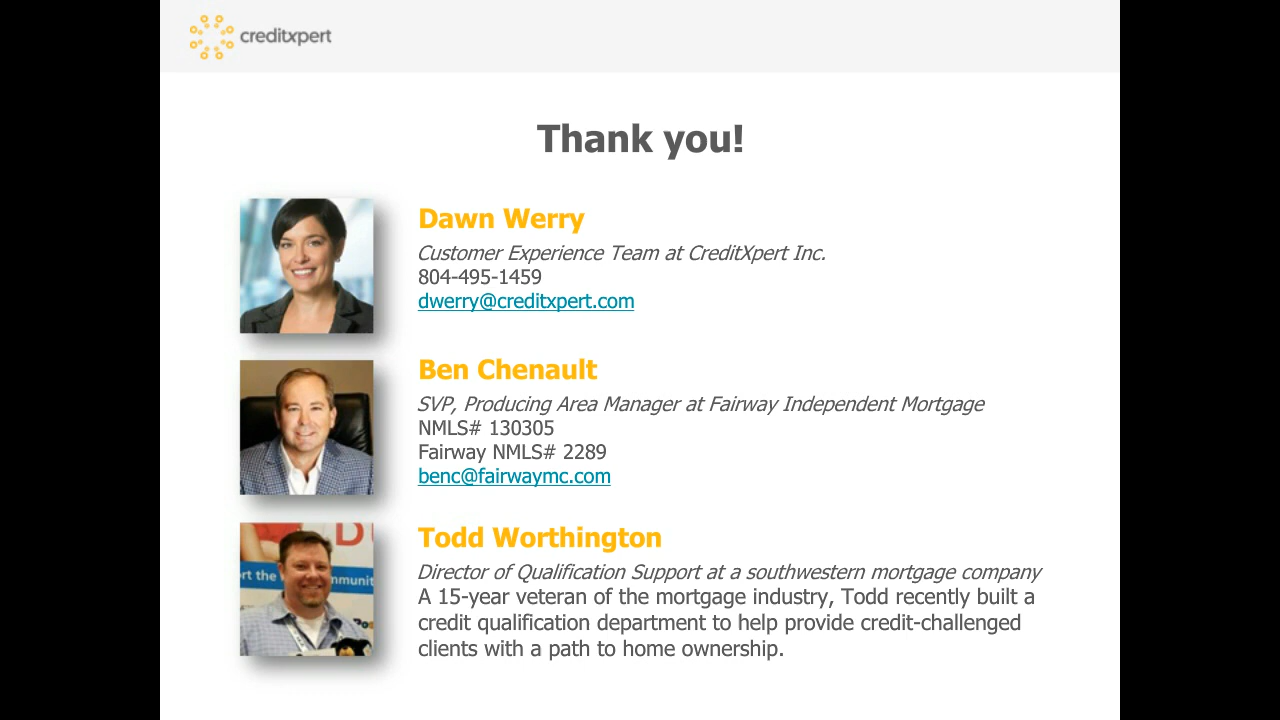 creditxpert
Thank you!
Dawn Werry
Customer Experience Team at CreditXpert Inc.
804-495-1459
dwerry@creditxpert.com
Ben Chenault
SVP, Producing Area Manager at Fairway Independent Mortgage
NMLS# 130305
Fairway NMLS# 2289
benc@fairwaymc.com
ort the
mmunit
Todd Worthington
Director of Qualification Support at a southwestern mortgage company
A 15-year veteran of the mortgage industry, Todd recently built a
credit qualification department to help provide credit-challenged
clients with a path to home ownership.